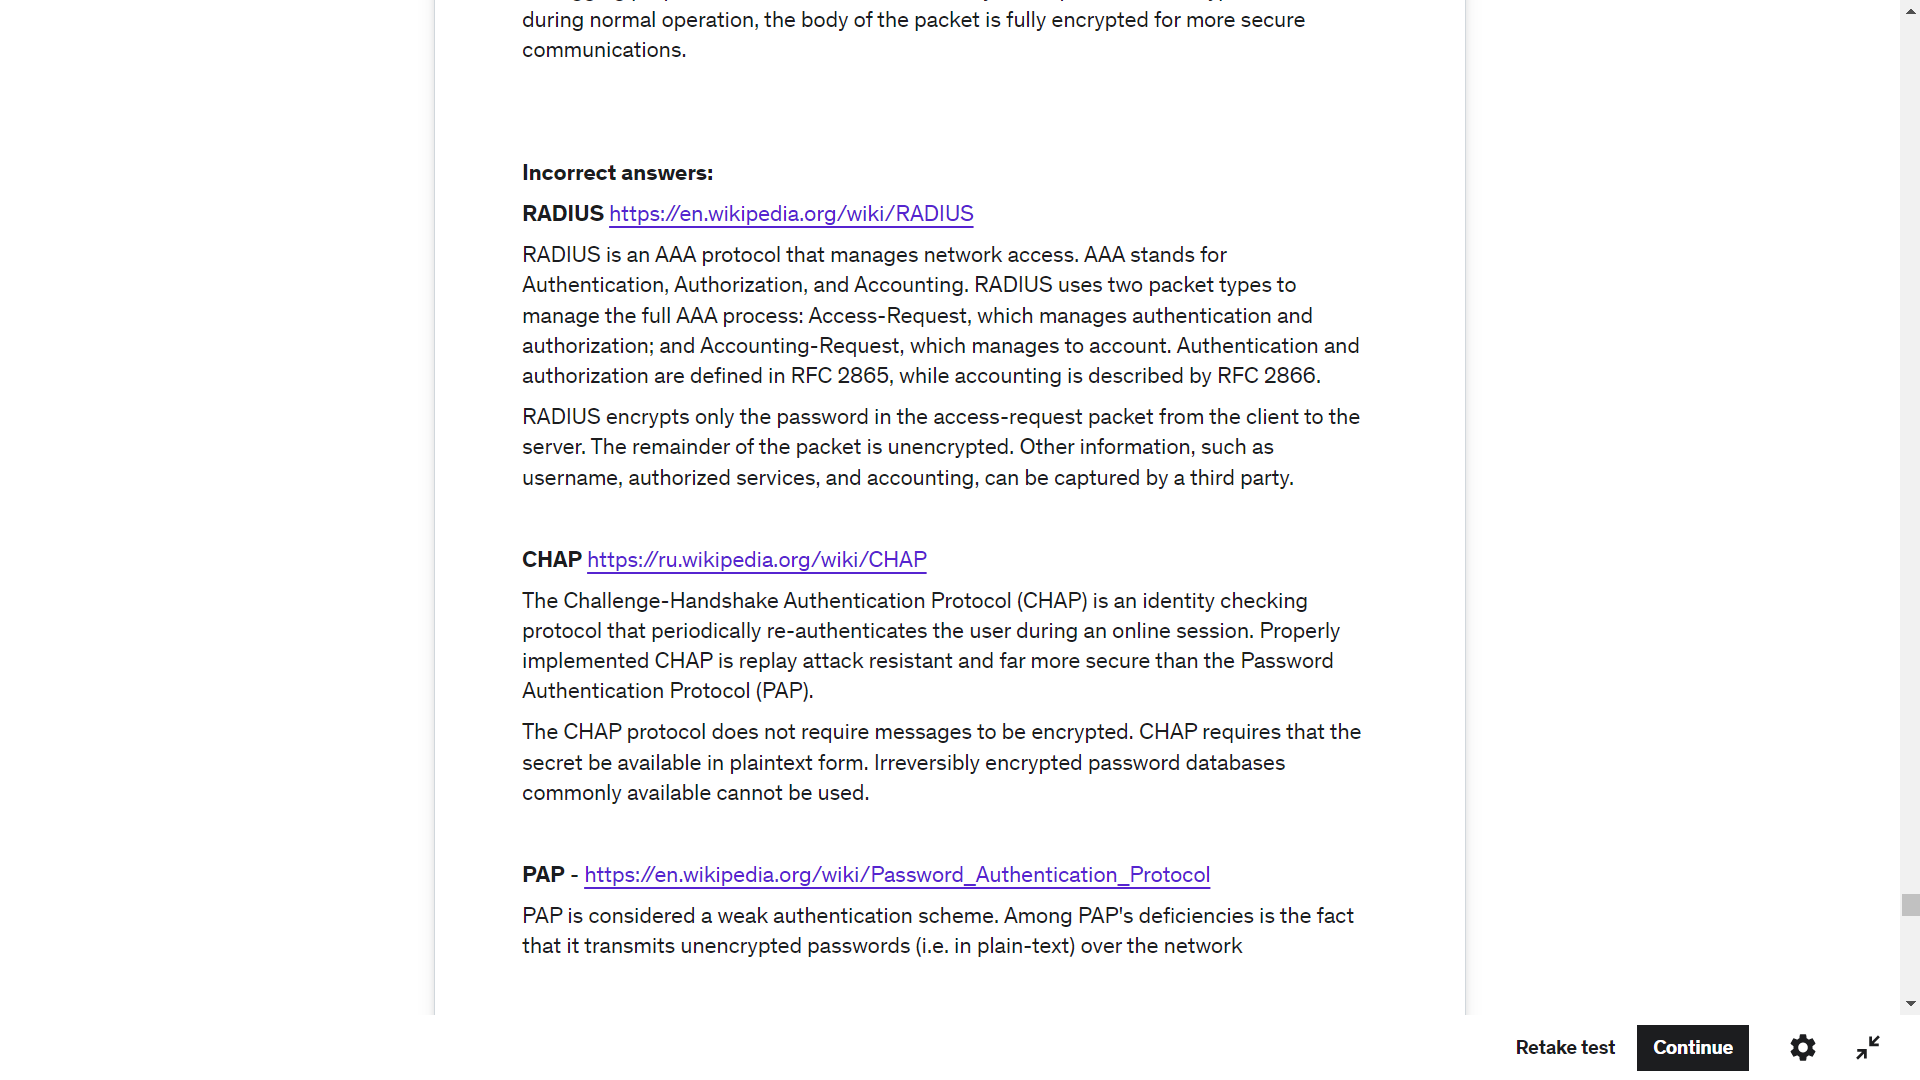 during normal operation, the body of the packet is fully encrypted for more secure
communications.
Incorrect answers:
RADIUS https://en.wikipedia.org/wiki/RADIUS
RADIUS is an AAA protocol that manages network access. AAA stands for
Authentication, Authorization, and Accounting. RADIUS uses two packet types to
manage the full AAA process: Access-Request, which manages authentication and
authorization; and Accounting-Request, which manages to account. Authentication and
authorization are defined in RFC 2865, while accounting is described by RFC 2866.
RADIUS encrypts only the password in the access-request packet from the client to the
server. The remainder of the packet is unencrypted. Other information, such as
username, authorized services, and accounting, can be captured by a third party.
CHAP https://ru.wikipedia.org/wiki/CHAP
The Challenge-Handshake Authentication Protocol (CHAP) is an identity checking
protocol that periodically re-authenticates the user during an online session. Properly
implemented CHAP is replay attack resistant and far more secure than the Password
Authentication Protocol (PAP).
The CHAP protocol does not require messages to be encrypted. CHAP requires that the
secret be available in plaintext form. Irreversibly encrypted password databases
commonly available cannot be used.
PAP - https://en.wikipedia.org/wiki/Password_Authentication_Protocol
PAP is considered a weak authentication scheme. Among PAP's deficiencies is the fact
that it transmits unencrypted passwords (i.e. in plain-text) over the network
Retake test
Continue